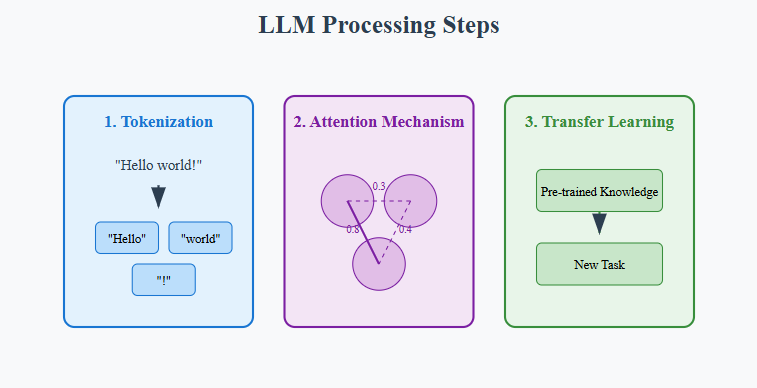 LLM Processing Steps
1. Tokenization
"Hello world!"
"Hello"
"world"
"!"
2. Attention Mechanism
0.3
0.8
0.4
3. Transfer Learning
Pre-trained Knowledge
New Task